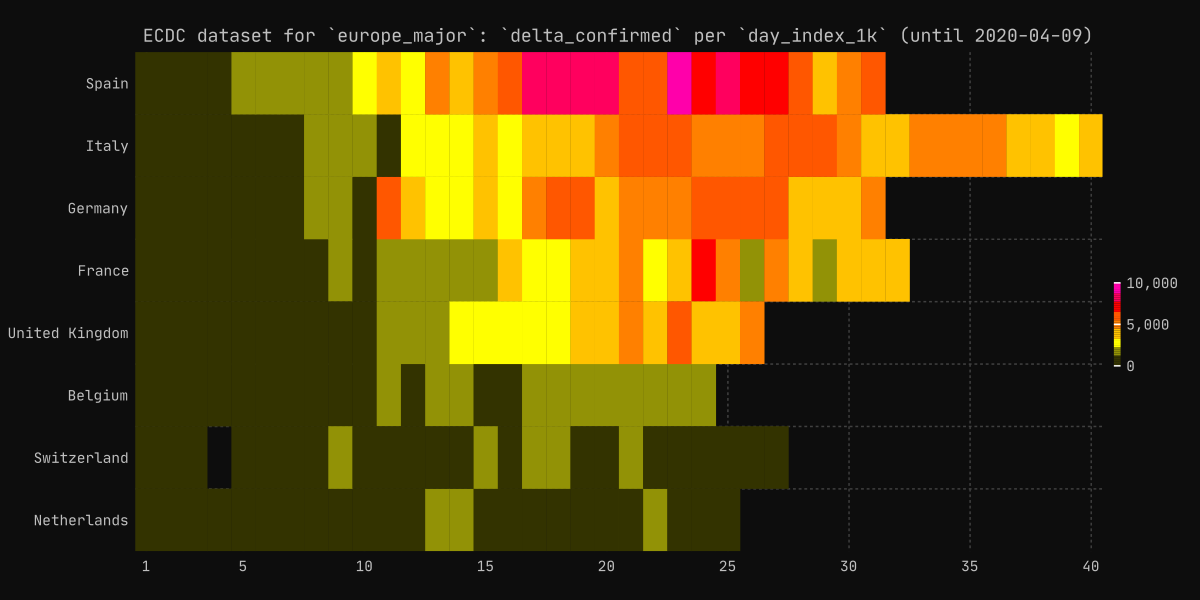 ECDC dataset for `europe_major`: `delta_confirmed` per `day_index_1k` (until 2020-04-09)
Spain
Italy
Germany
France
United Kingdom
Belgium
Switzerland
Netherlands
1 5 10 15 20 25 30 35 40
10,000
5,000
0